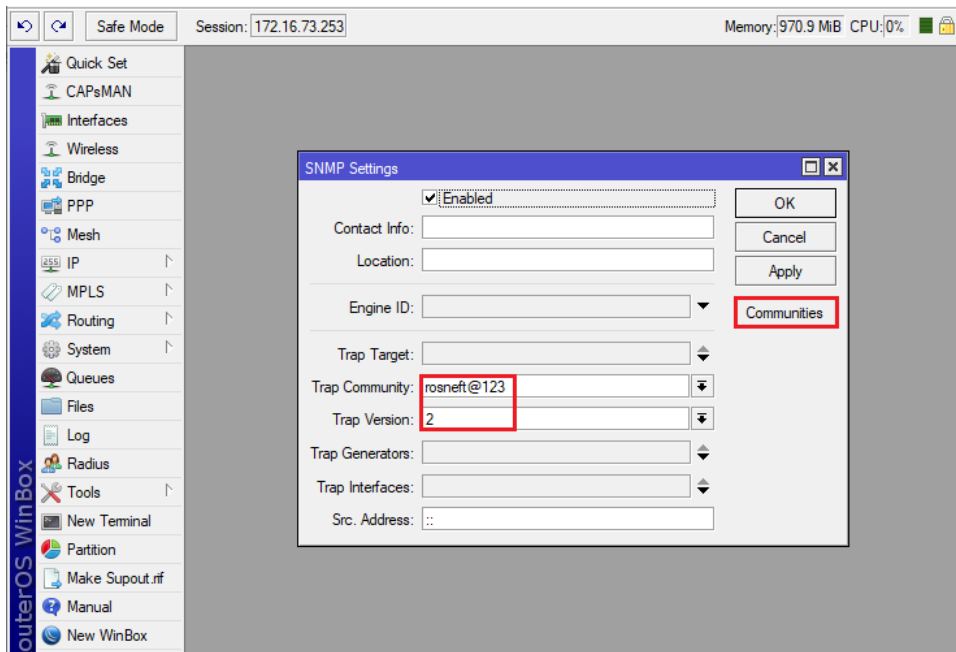 Safe Mode Session: 172.16.73.253 Memory: 970.9 MiB CPU: 0%
Quick Set
CAPsMAN
Interfaces
Wireless
Bridge
PPP
Mesh
255 IP
MPLS
Routing
System
Queues
Files
Log
Radius
Tools
New Terminal
Partition
Make Supout.rif
Manual
New WinBox
outerOS WinBox
SNMP Settings
Enabled
Contact Info:
Location:
Engine ID:
Trap Target:
Trap Community: rosneft@123
Trap Version: 2
Trap Generators:
Trap Interfaces:
Src. Address: ::
OK
Cancel
Apply
Communities